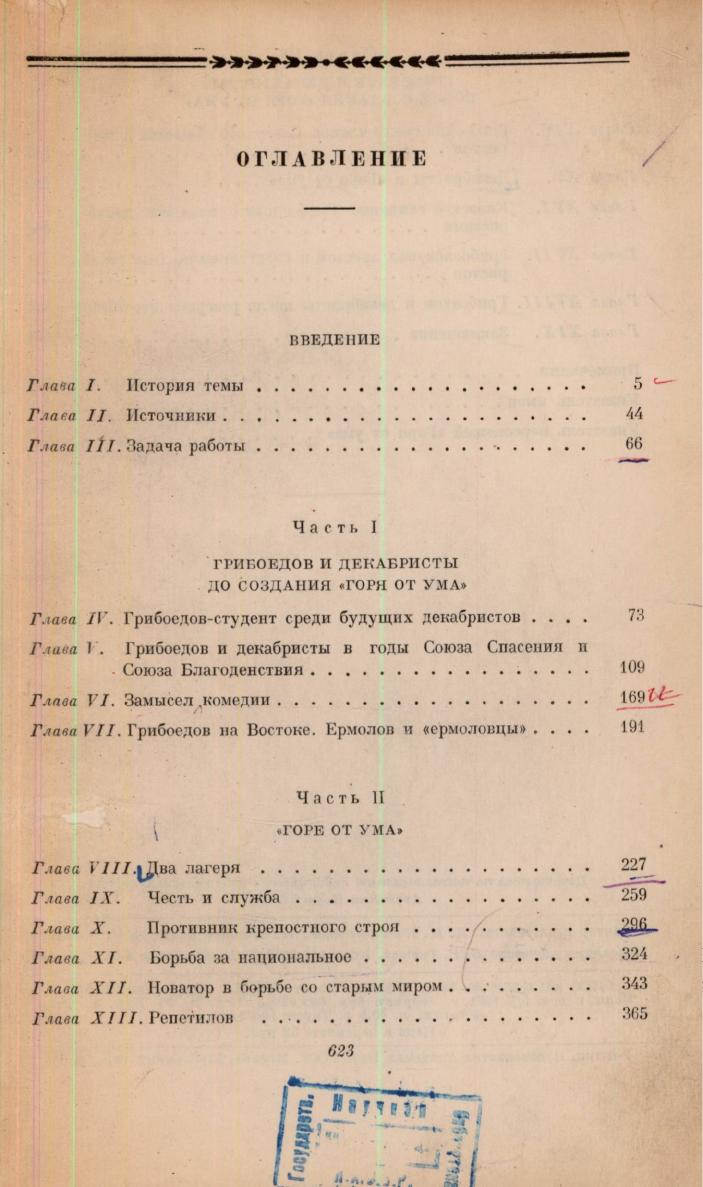 ОГЛАВЛЕНИЕ
ВВЕДЕНИЕ
Глава I. История темы . . . . . . . . . . . . . . . . . . 5
Глава II. Источники . . . . . . . . . . . . . . . . . . . . 44
Глава III. Задача работы . . . . . . . . . . . . . . . . . . 66
Часть I
ГРИБОЕДОВ И ДЕКАБРИСТЫ
ДО СОЗДАНИЯ «ГОРЯ ОТ УМА»
Глава IV. Грибоедов-студент среди будущих декабристов . . . . 73
Глава V. Грибоедов и декабристы в годы Союза Спасения и
Союза Благоденствия . . . . . . . . . . . . . . . 109
Глава VI. Замысел комедии . . . . . . . . . . . . . . . . . 169
Глава VII. Грибоедов на Востоке. Ермолов и «ермоловцы» . . . . 191
Часть II
«ГОРЕ ОТ УМА»
Глава VIII. Два лагеря . . . . . . . . . . . . . . . . . . 227
Глава IX. Честь и служба . . . . . . . . . . . . . . . . 259
Глава X. Противник крепостного строя . . . . . . . . . . 296
Глава XI. Борьба за национальное . . . . . . . . . . . . . 324
Глава XII. Новатор в борьбе со старым миром . . . . . . . . 343
Глава XIII. Репетилов . . . . . . . . . . . . . . . . . . 365
623
Государств.
Научная